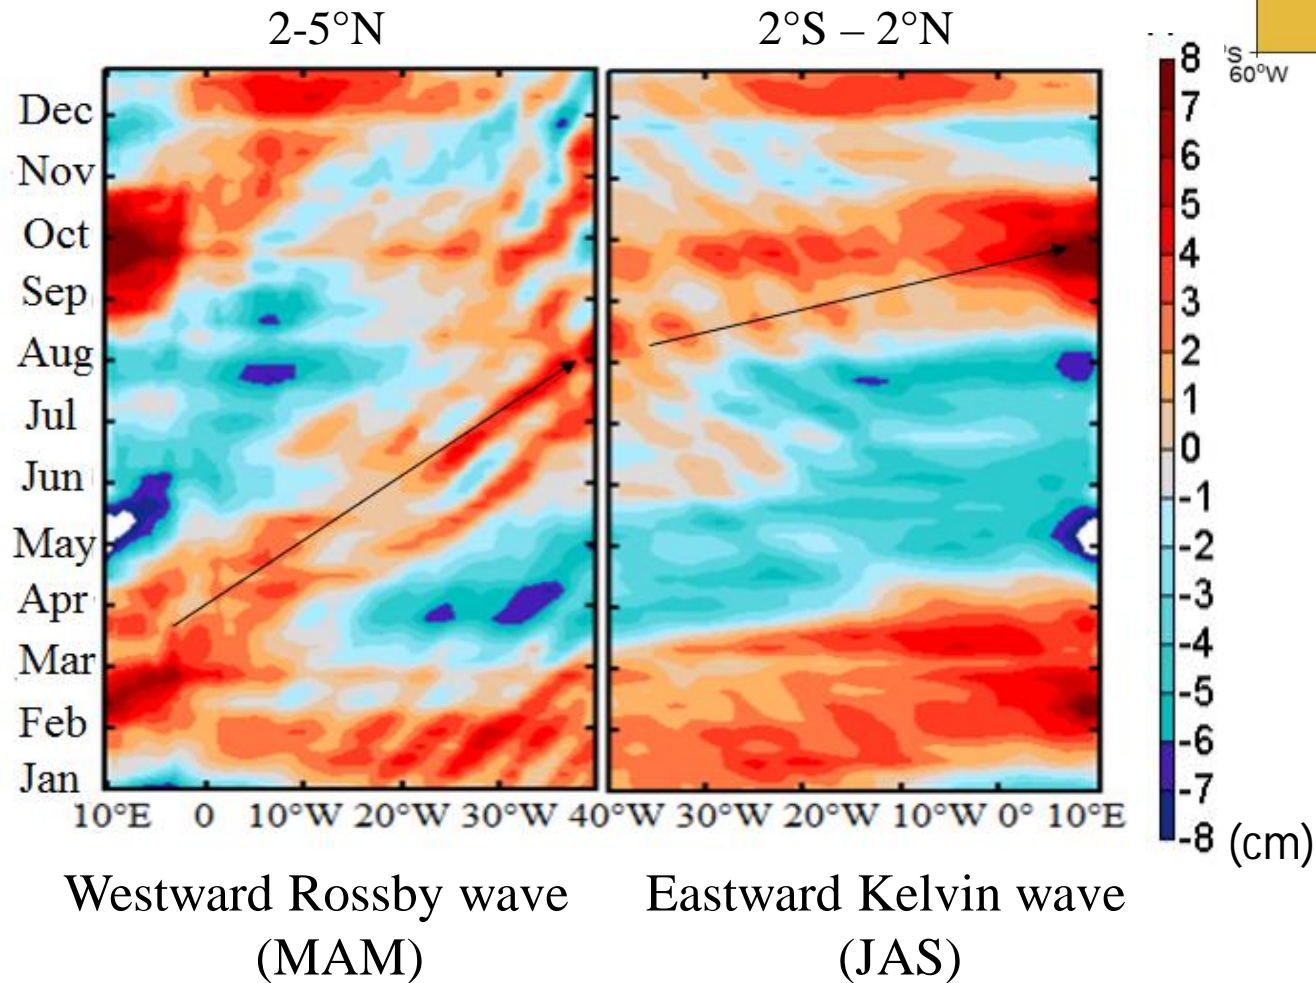 2-5°N
2°S – 2°N
Dec
Nov
Oct
Sep
Aug
Jul
Jun
May
Apr
Mar
Feb
Jan
10°E 0 10°W 20°W 30°W 40°W 30°W 20°W 10°W 0° 10°E
8
7
6
5
4
3
2
1
0
-1
-2
-3
-4
-5
-6
-7
-8
(cm)
°S
60°W
Westward Rossby wave
(MAM)
Eastward Kelvin wave
(JAS)